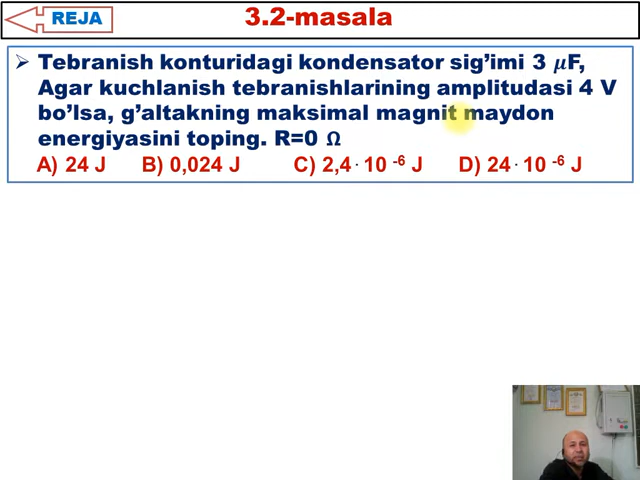 REJA
3.2-masala
➢ Tebranish konturidagi kondensator sig’imi 3 𝜇F,
Agar kuchlanish tebranishlarining amplitudasi 4 V
bo’lsa, g’altakning maksimal magnit maydon
energiyasini toping. R=0 Ω
A) 24 J B) 0,024 J C) 2,4· 10 -6 J D) 24· 10 -6 J